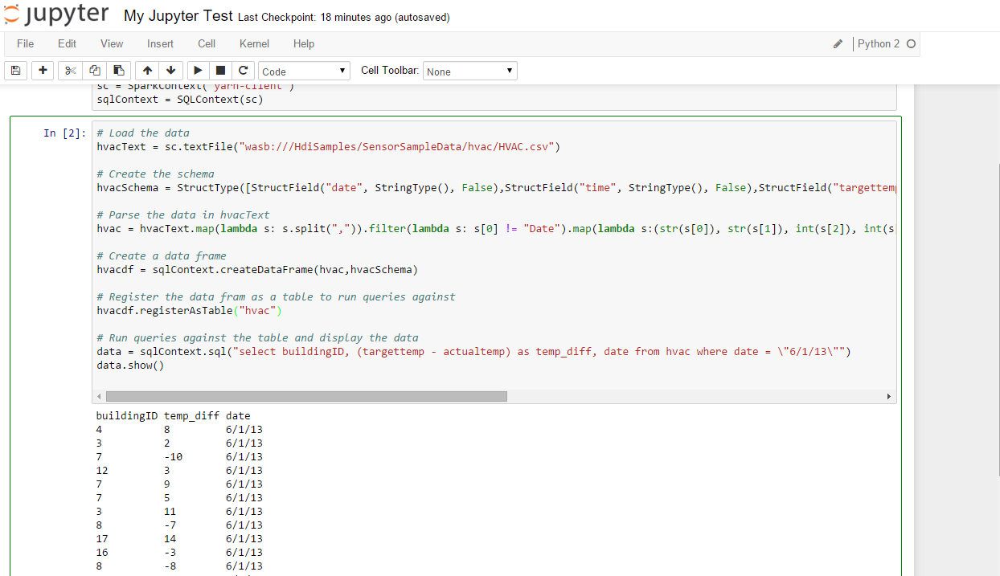 jupyter My Jupyter Test Last Checkpoint: 18 minutes ago (autosaved)
File Edit View Insert Cell Kernel Help Python 2
Code Cell Toolbar: None
sc = SparkContext('yarn-client')
sqlContext = SQLContext(sc)
In [2]:
# Load the data
hvacText = sc.textFile("wasb:///HdiSamples/SensorSampleData/hvac/HVAC.csv")
# Create the schema
hvacSchema = StructType([StructField("date", StringType(), False),StructField("time", StringType(), False),StructField("targettemp
# Parse the data in hvacText
hvac = hvacText.map(lambda s: s.split(",")).filter(lambda s: s[0] != "Date").map(lambda s:(str(s[0]), str(s[1]), int(s[2]), int(s[
# Create a data frame
hvacdf = sqlContext.createDataFrame(hvac,hvacSchema)
# Register the data fram as a table to run queries against
hvacdf.registerAsTable("hvac")
# Run queries against the table and display the data
data = sqlContext.sql("select buildingID, (targettemp - actualtemp) as temp_diff, date from hvac where date = \"6/1/13\"")
data.show()
buildingID temp_diff date
4 8 6/1/13
3 2 6/1/13
7 -10 6/1/13
12 3 6/1/13
7 9 6/1/13
7 5 6/1/13
3 11 6/1/13
8 -7 6/1/13
17 14 6/1/13
16 -3 6/1/13
8 -8 6/1/13